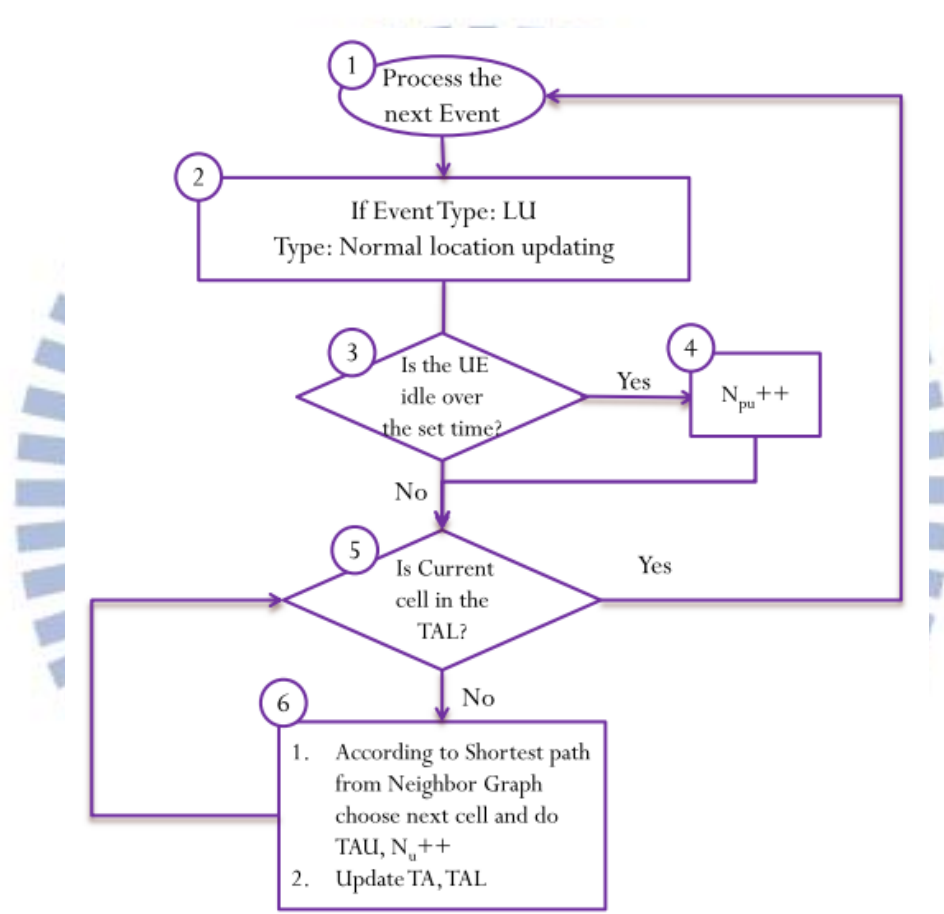 1
Process the
next Event
2
If Event Type: LU
Type: Normal location updating
3
Is the UE
idle over
the set time?
Yes
4
N_pu++
No
5
Is Current
cell in the
TAL?
Yes
No
6
1. According to Shortest path
from Neighbor Graph
choose next cell and do
TAU, N_u++
2. Update TA, TAL